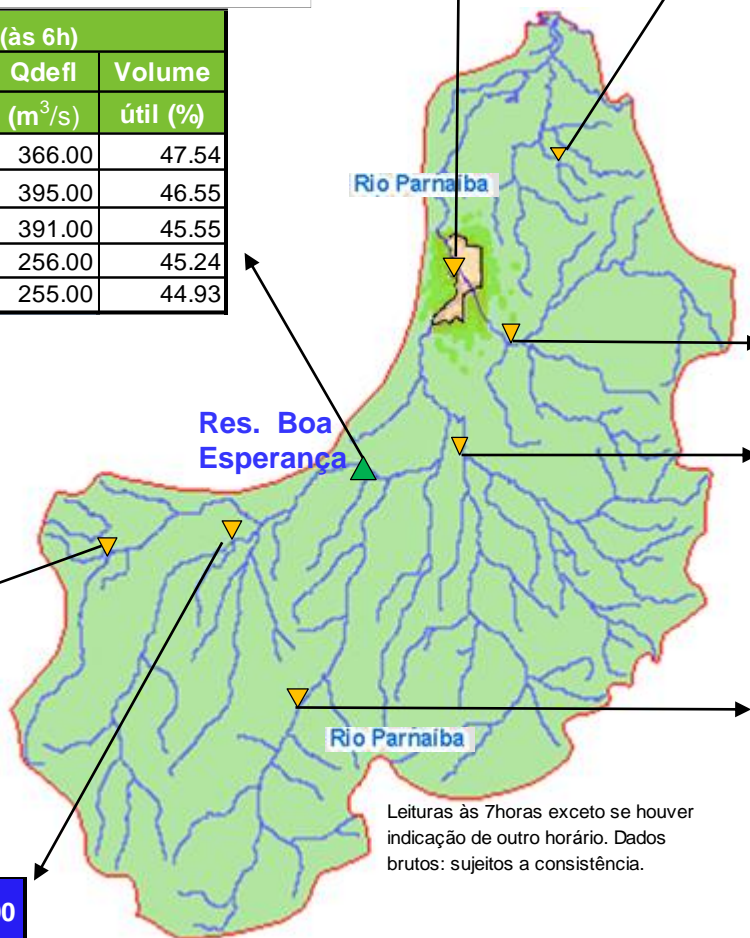 (às 6h)
Qdefl Volume
(m³/s) útil (%)
366.00 47.54
395.00 46.55
391.00 45.55
256.00 45.24
255.00 44.93
Rio Parnaíba
Res. Boa
Esperança
Rio Parnaíba
Leituras às 7horas exceto se houver
indicação de outro horário. Dados
brutos: sujeitos a consistência.